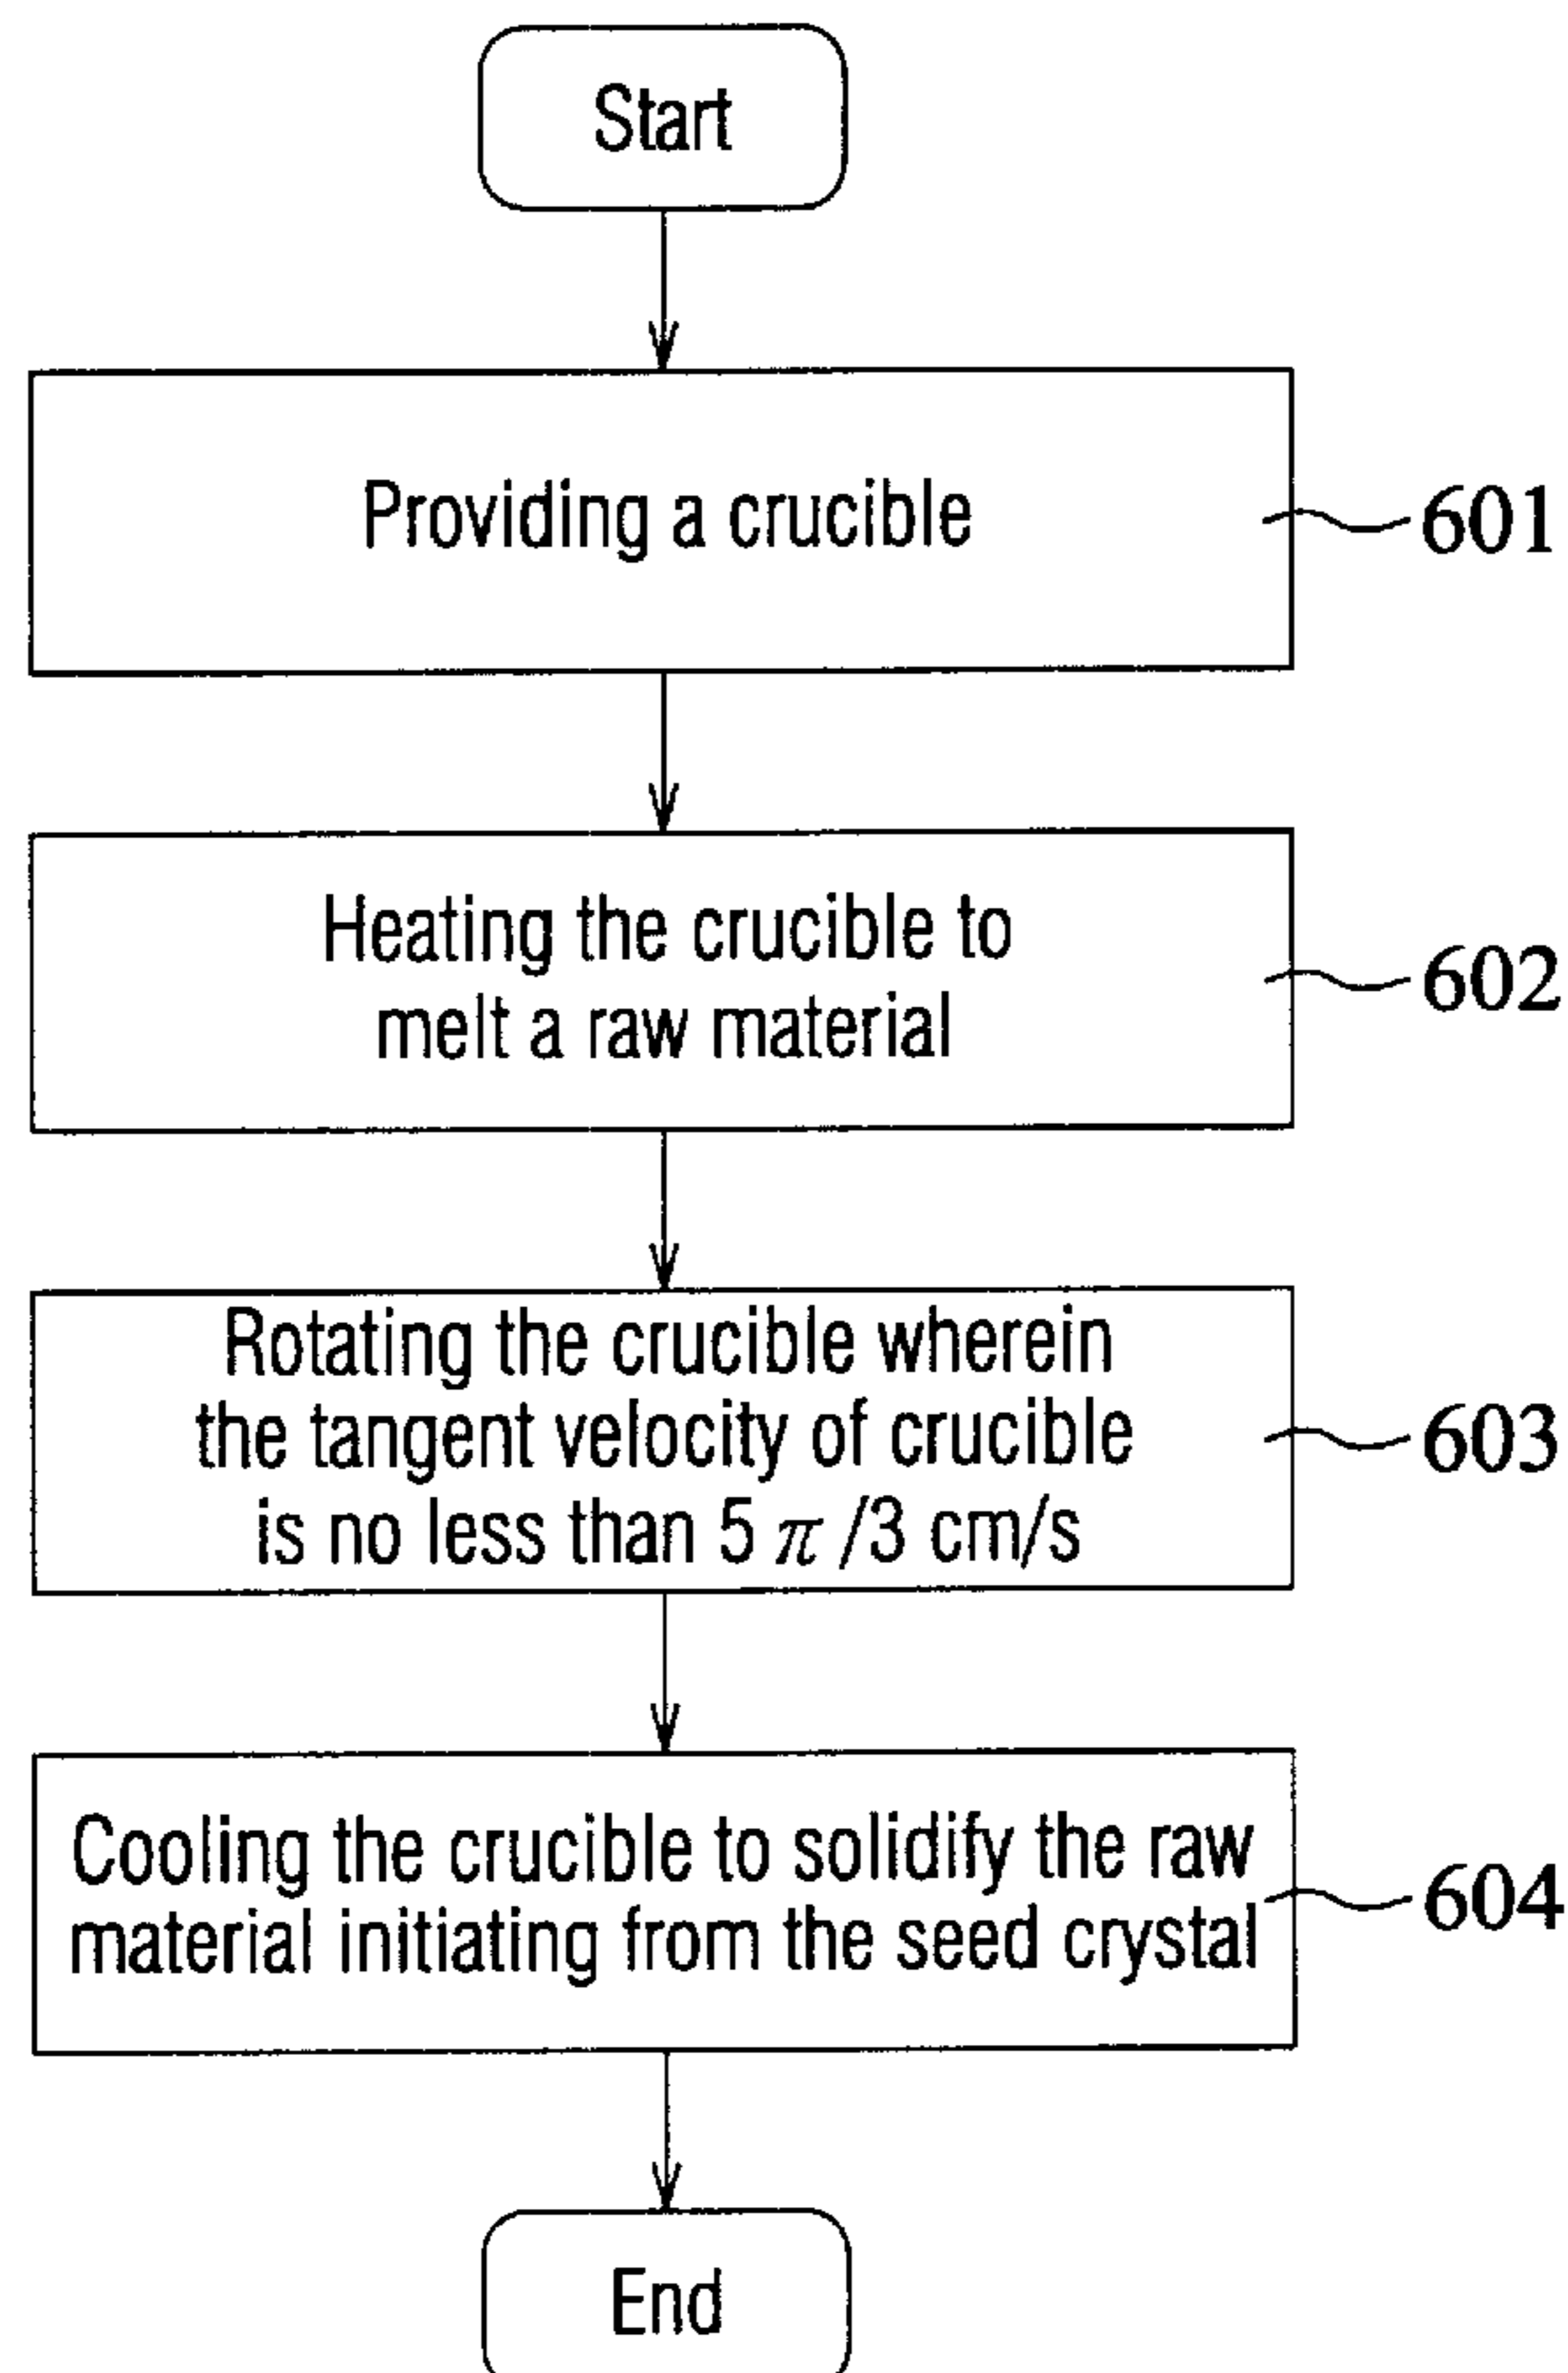 Start
Providing a crucible
601
Heating the crucible to
melt a raw material
602
Rotating the crucible wherein
the tangent velocity of crucible
is no less than 5 π /3 cm/s
603
Cooling the crucible to solidify the raw
material initiating from the seed crystal
604
End